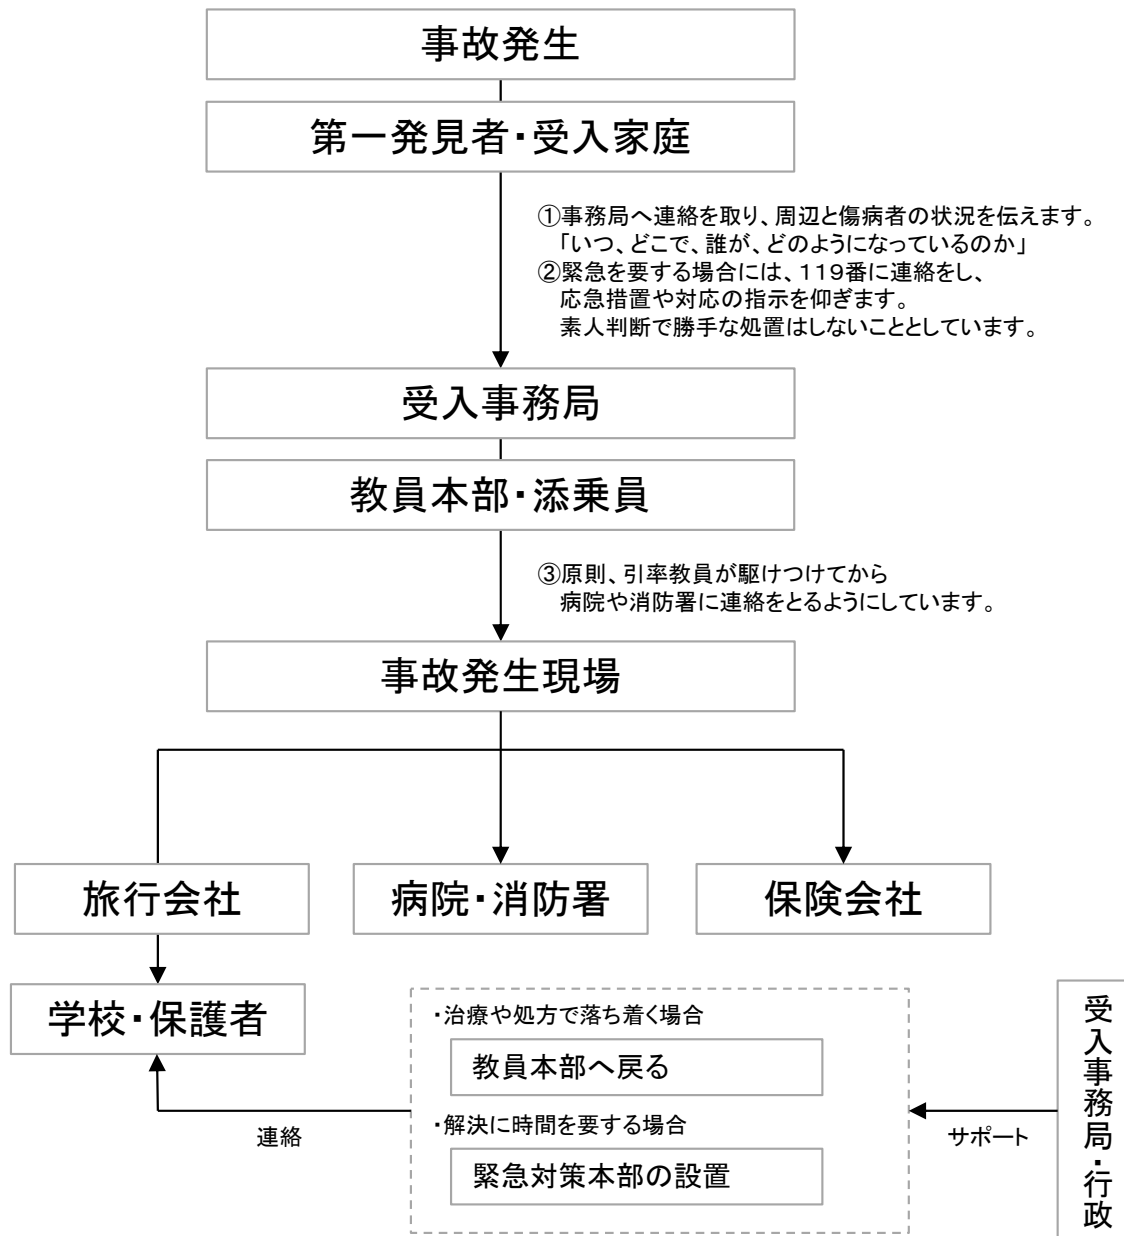 事故発生
第一発見者・受入家庭
①事務局へ連絡を取り、周辺と傷病者の状況を伝えます。
「いつ、どこで、誰が、どのようになっているのか」
②緊急を要する場合には、119番に連絡をし、
応急措置や対応の指示を仰ぎます。
素人判断で勝手な処置はしないこととしています。
受入事務局
教員本部・添乗員
③原則、引率教員が駆けつけてから
病院や消防署に連絡をとるようにしています。
事故発生現場
旅行会社
病院・消防署
保険会社
学校・保護者
・治療や処方で落ち着く場合
教員本部へ戻る
・解決に時間を要する場合
緊急対策本部の設置
連絡
サポート
受入事務局・行政